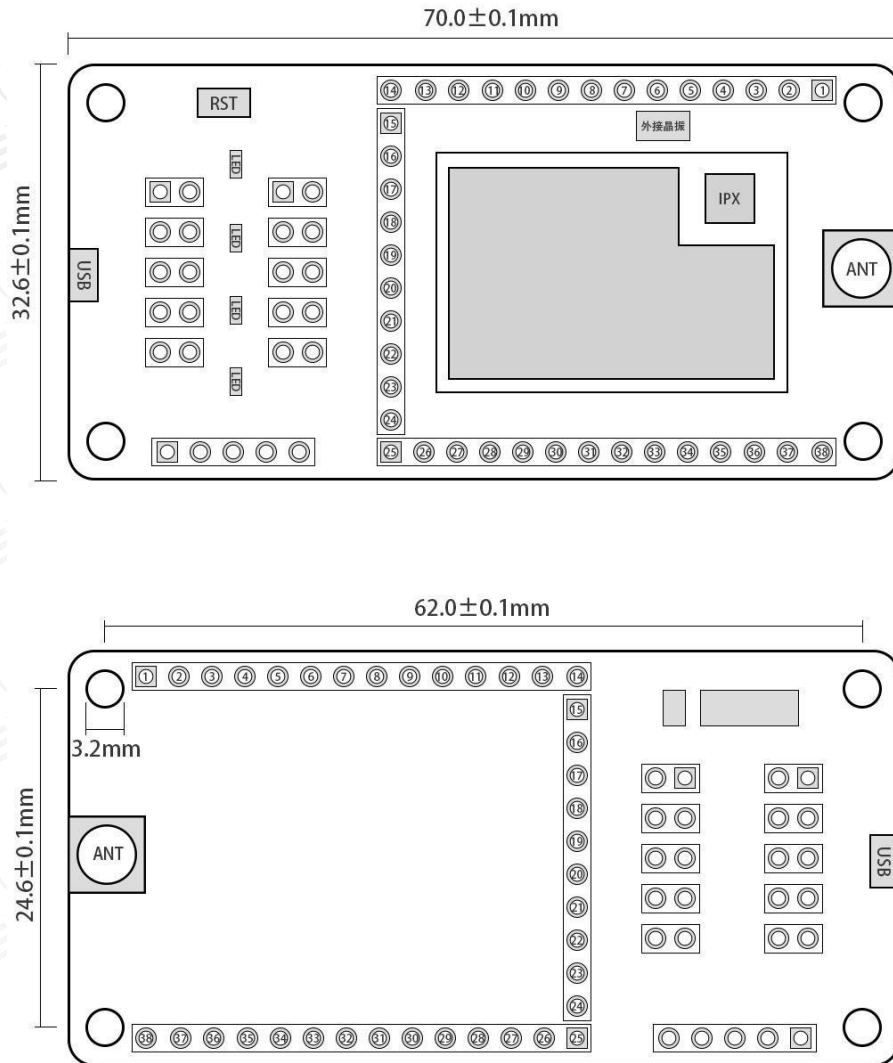 70.0±0.1mm
32.6±0.1mm
RST
14 13 12 11 10 9 8 7 6 5 4 3 2 1
外接晶振
15
16
17
18
19
20
21
22
23
24
LED
LED
LED
LED
USB
IPX
ANT
25 26 27 28 29 30 31 32 33 34 35 36 37 38
62.0±0.1mm
24.6±0.1mm
3.2mm
1 2 3 4 5 6 7 8 9 10 11 12 13 14
15
16
17
18
19
20
21
22
23
24
ANT
USB
38 37 36 35 34 33 32 31 30 29 28 27 26 25